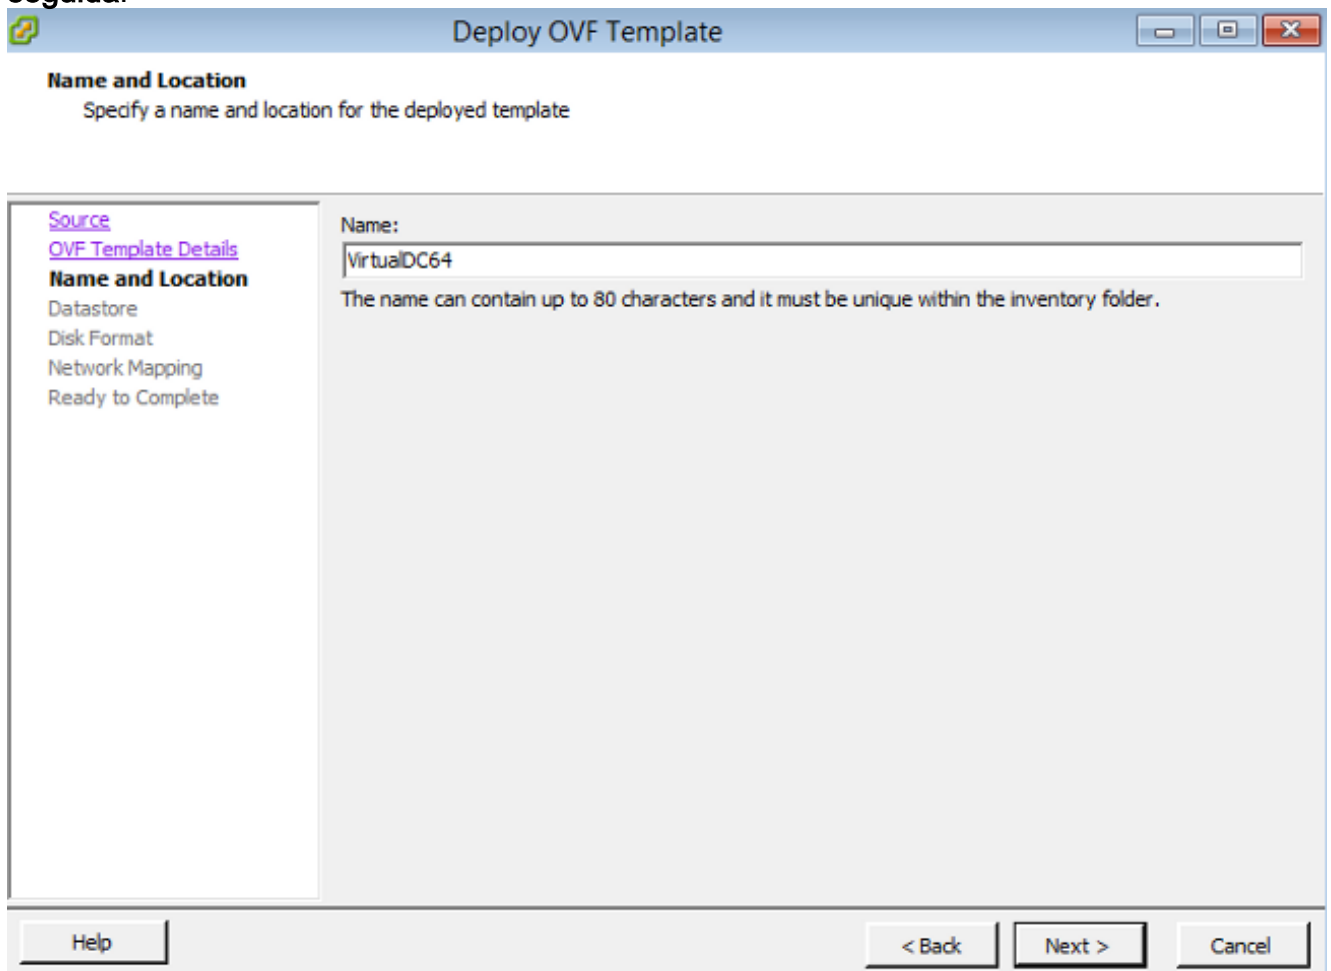 seguida.
Deploy OVF Template
Name and Location
Specify a name and location for the deployed template
Source
OVF Template Details
Name and Location
Datastore
Disk Format
Network Mapping
Ready to Complete
Name:
VirtualDC64
The name can contain up to 80 characters and it must be unique within the inventory folder.
Help
< Back
Next >
Cancel